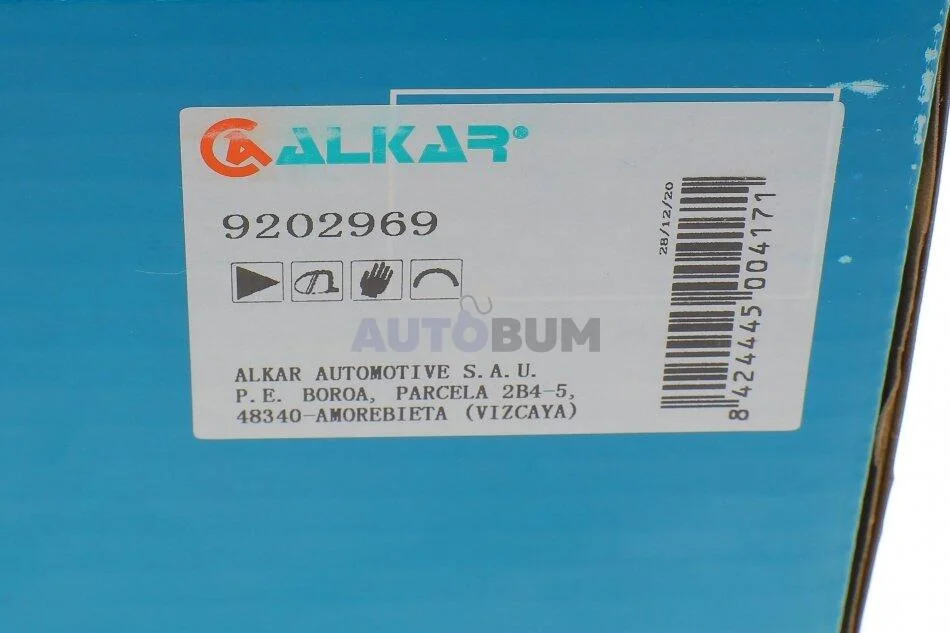 ALKAR®
9202969
AUTOBUM
ALKAR AUTOMOTIVE S.A.U.
P.E. BOROA, PARCELA 2B4-5,
48340-AMOREBIETA (VIZCAYA)
28/12/20
8 424445 004171